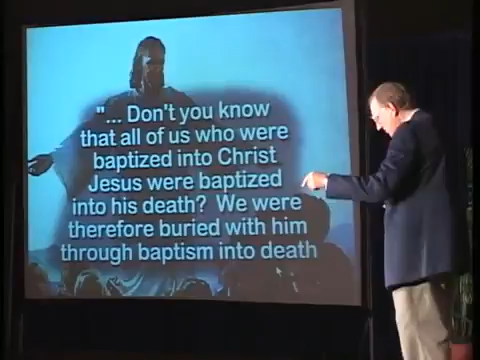 "... Don't you know
that all of us who were
baptized into Christ
Jesus were baptized
into his death?  We were
therefore buried with him
through baptism into death